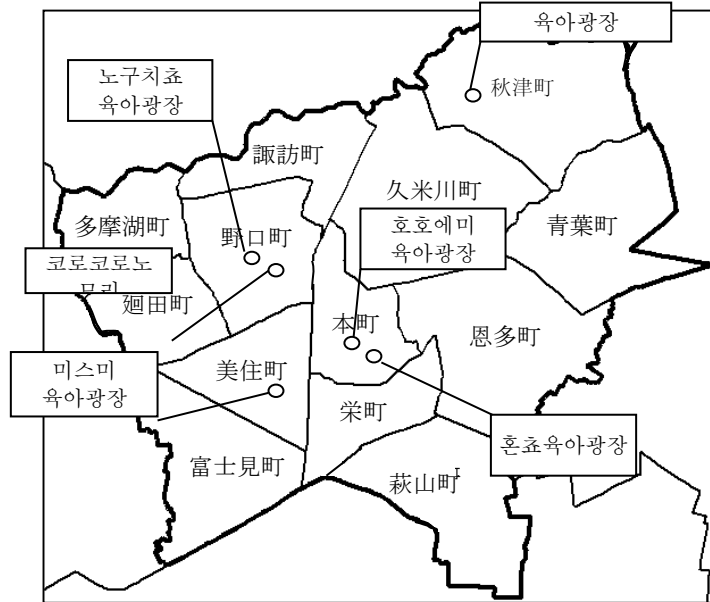 육아광장
秋津町
노구치쵸
육아광장
諏訪町
久米川町
青葉町
多摩湖町
野口町
호호에미
육아광장
코로코로노
廻田町
本町
恩多町
미스미
육아광장
美住町
栄町
혼쵸육아광장
富士見町
萩山町